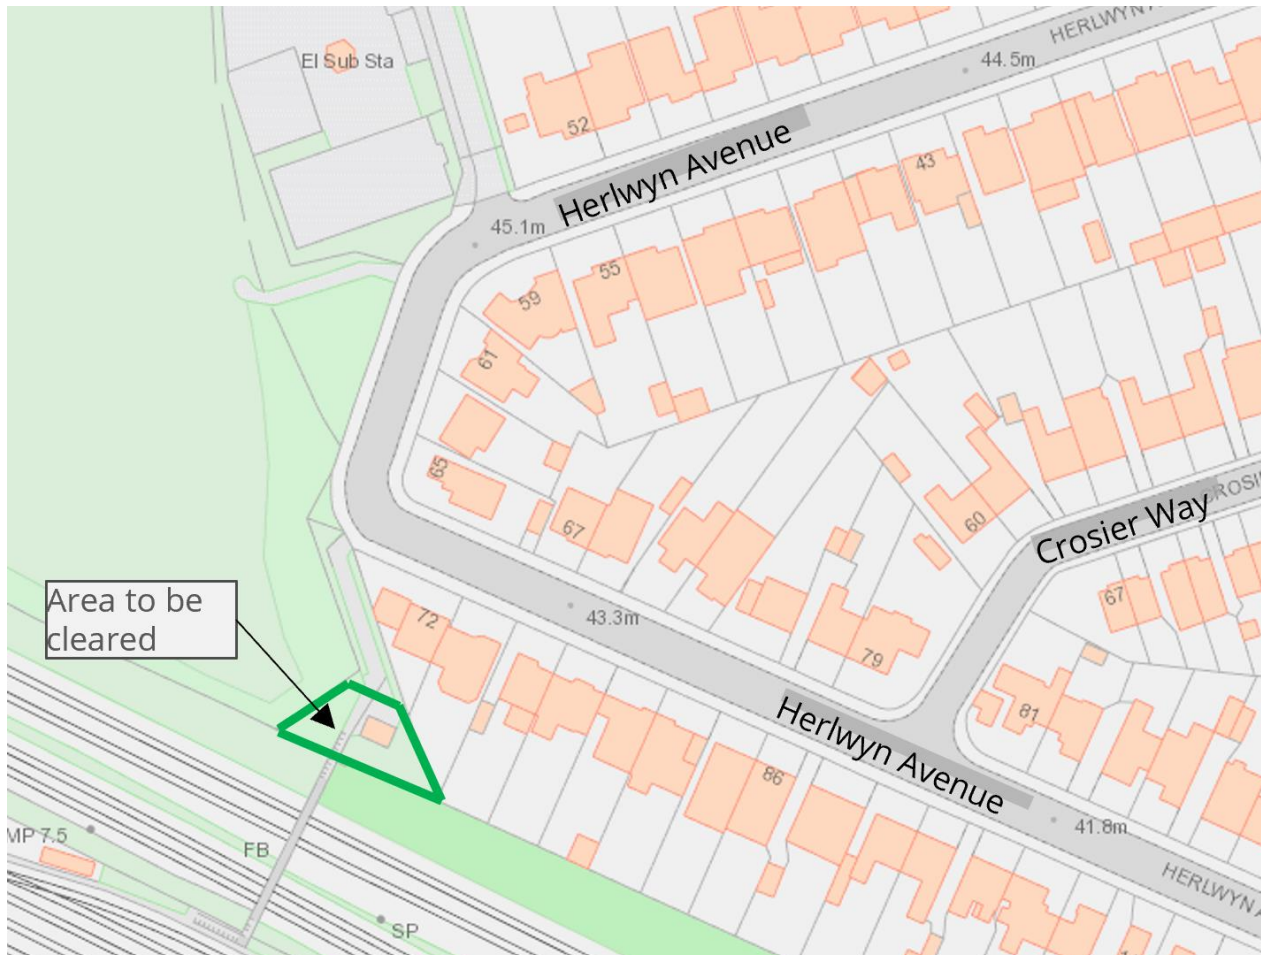 HERLWYN
44.5m
El Sub Sta
52
Herlwyn Avenue
43
45.1m
55
59
61
65
67
60
CROSI
Crosier Way
67
Area to be
cleared
72
43.3m
79
81
Herlwyn Avenue
86
41.8m
MP 7.5
FB
HERLWYN A
SP